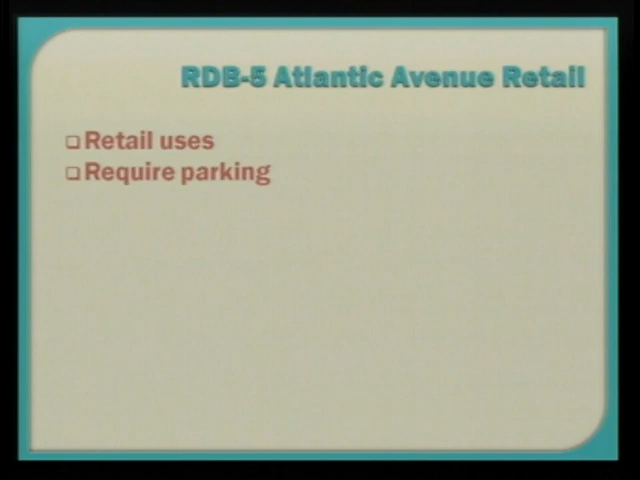 RDB-5 Atlantic Avenue Retail
❑Retail uses
❑Require parking